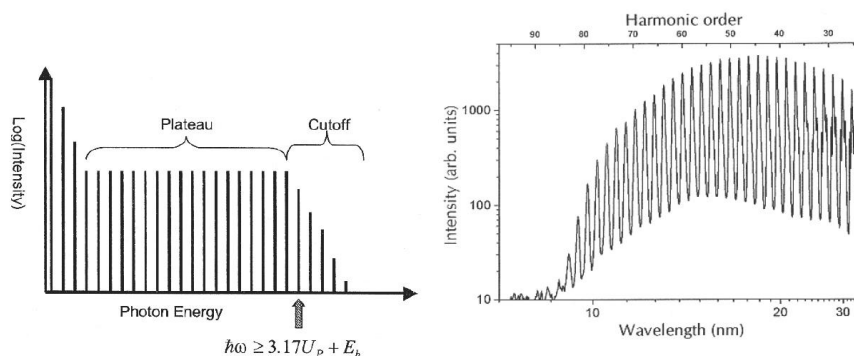 Log(Intensity)
Plateau
Cutoff
Photon Energy
ħω ≥ 3.17U_P + E_b
Harmonic order
90 80 70 60 50 40 30
Intensity (arb. units)
1000
100
10
10 20 30
Wavelength (nm)